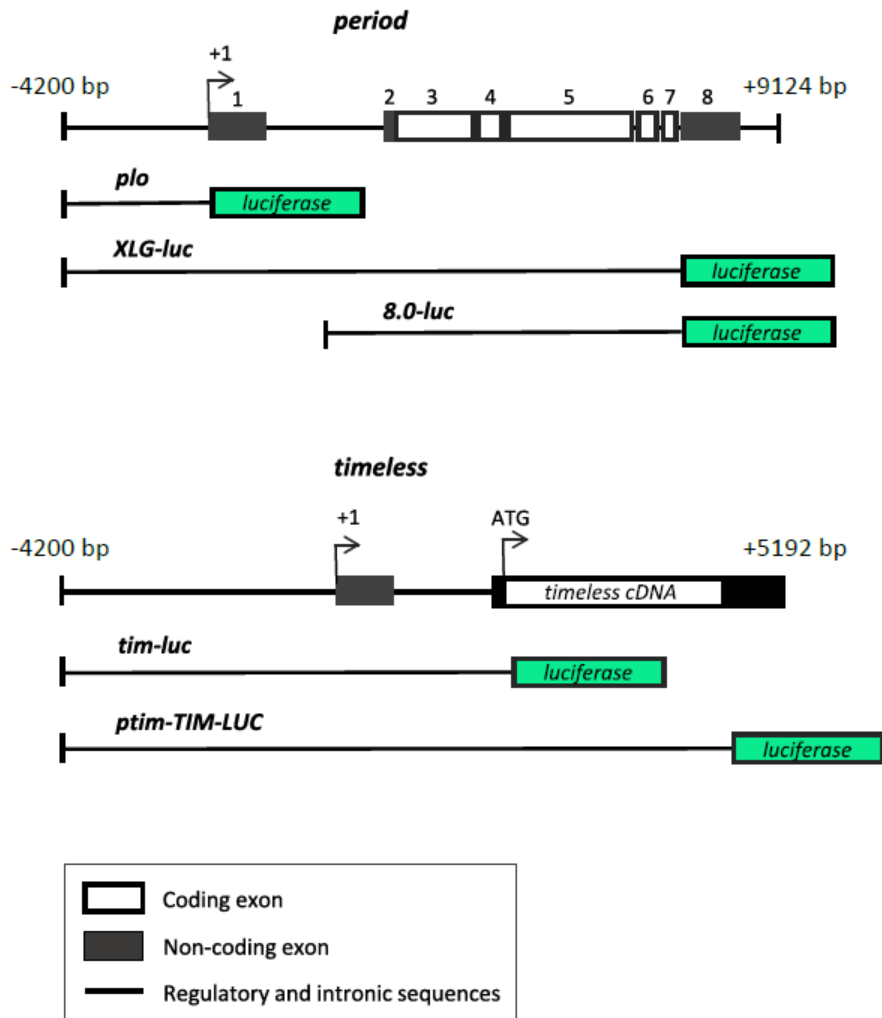 period
+1
-4200 bp
+9124 bp
1 2 3 4 5 6 7 8
plo
luciferase
XLG-luc
luciferase
8.0-luc
luciferase
timeless
+1
ATG
-4200 bp
+5192 bp
timeless cDNA
tim-luc
luciferase
ptim-TIM-LUC
luciferase
Coding exon
Non-coding exon
Regulatory and intronic sequences